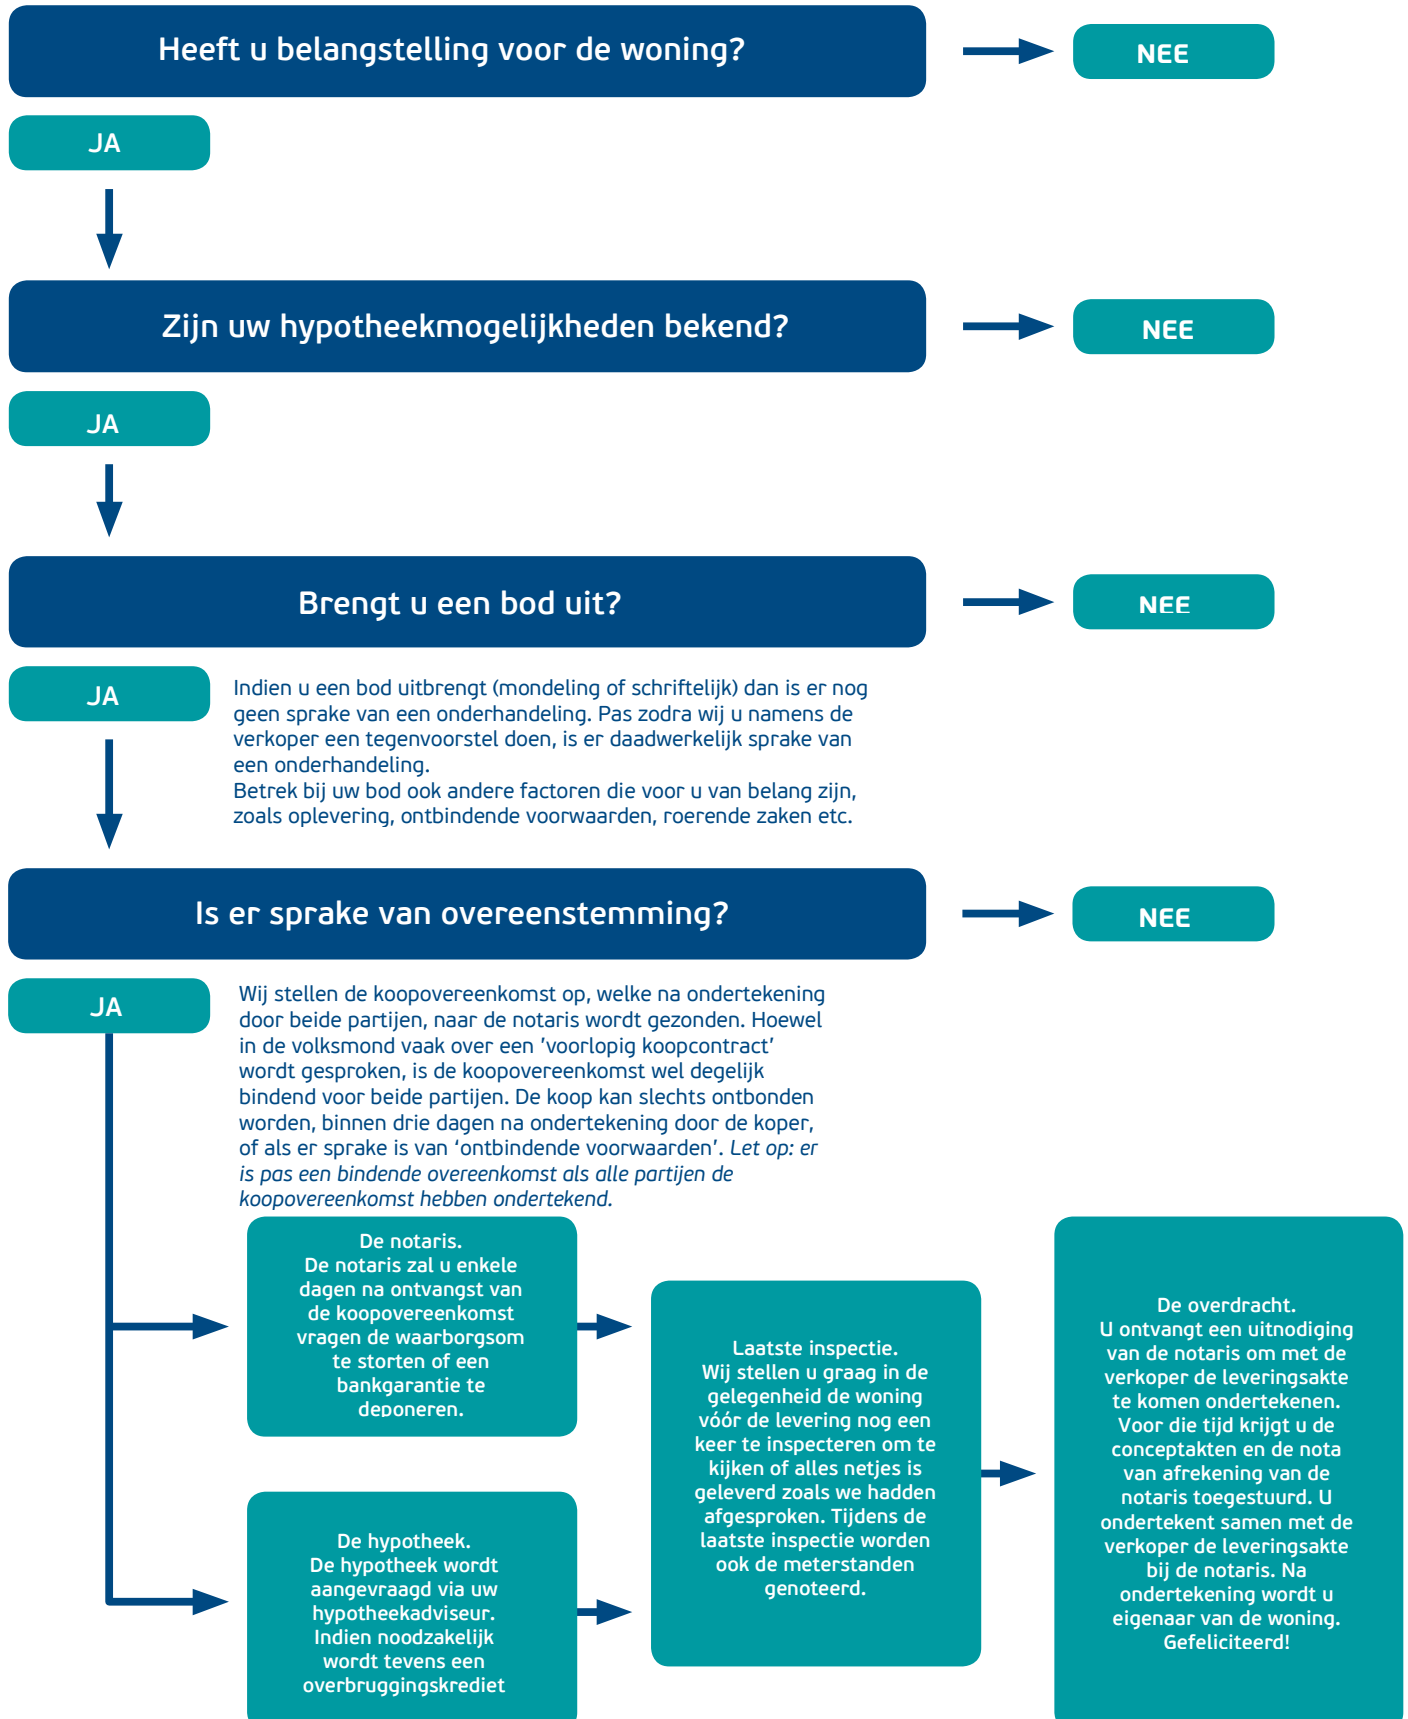 Heeft u belangstelling voor de woning?
NEE
JA
Zijn uw hypotheekmogelijkheden bekend?
NEE
JA
Brengt u een bod uit?
NEE
JA
Indien u een bod uitbrengt (mondeling of schriftelijk) dan is er nog
geen sprake van een onderhandeling. Pas zodra wij u namens de
verkoper een tegenvoorstel doen, is er daadwerkelijk sprake van
een onderhandeling.
Betrek bij uw bod ook andere factoren die voor u van belang zijn,
zoals oplevering, ontbindende voorwaarden, roerende zaken etc.
Is er sprake van overeenstemming?
NEE
JA
Wij stellen de koopovereenkomst op, welke na ondertekening
door beide partijen, naar de notaris wordt gezonden. Hoewel
in de volksmond vaak over een 'voorlopig koopcontract'
wordt gesproken, is de koopovereenkomst wel degelijk
bindend voor beide partijen. De koop kan slechts ontbonden
worden, binnen drie dagen na ondertekening door de koper,
of als er sprake is van ‘ontbindende voorwaarden’. Let op: er
is pas een bindende overeenkomst als alle partijen de
koopovereenkomst hebben ondertekend.
De notaris.
De notaris zal u enkele
dagen na ontvangst van
de koopovereenkomst
vragen de waarborgsom
te storten of een
bankgarantie te
deponeren.
De hypotheek.
De hypotheek wordt
aangevraagd via uw
hypotheekadviseur.
Indien noodzakelijk
wordt tevens een
overbruggingskrediet
Laatste inspectie.
Wij stellen u graag in de
gelegenheid de woning
vóór de levering nog een
keer te inspecteren om te
kijken of alles netjes is
geleverd zoals we hadden
afgesproken. Tijdens de
laatste inspectie worden
ook de meterstanden
genoteerd.
De overdracht.
U ontvangt een uitnodiging
van de notaris om met de
verkoper de leveringsakte
te komen ondertekenen.
Voor die tijd krijgt u de
conceptakten en de nota
van afrekening van de
notaris toegestuurd. U
ondertekent samen met de
verkoper de leveringsakte
bij de notaris. Na
ondertekening wordt u
eigenaar van de woning.
Gefeliciteerd!